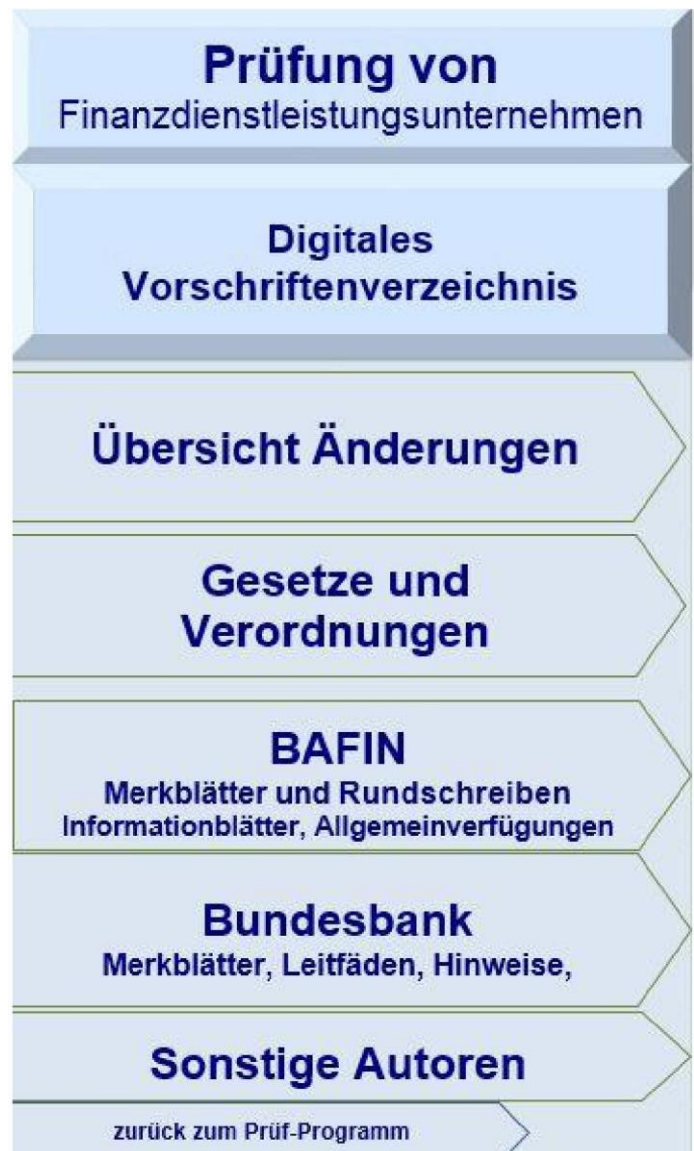 Prüfung von
Finanzdienstleistungsunternehmen
Digitales
Vorschriftenverzeichnis
Übersicht Änderungen
Gesetze und
Verordnungen
BAFIN
Merkblätter und Rundschreiben
Informationblätter, Allgemeinverfügungen
Bundesbank
Merkblätter, Leitfäden, Hinweise,
Sonstige Autoren
zurück zum Prüf-Programm